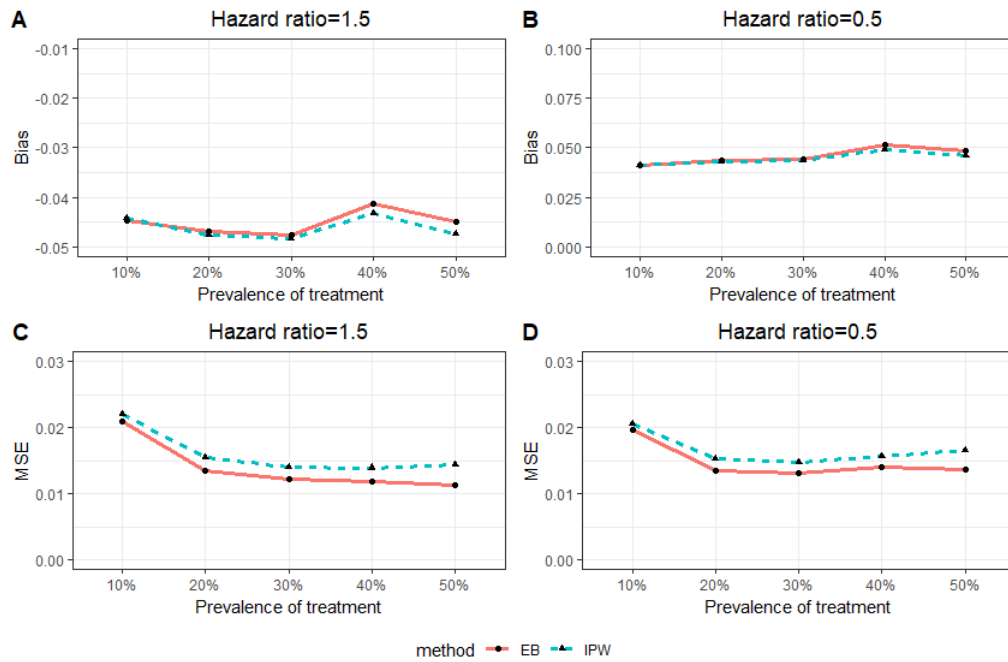 A Hazard ratio=1.5
-0.01
-0.02
-0.03
-0.04
-0.05
Bias
10% 20% 30% 40% 50%
Prevalence of treatment
B Hazard ratio=0.5
0.100
0.075
0.050
0.025
0.000
Bias
10% 20% 30% 40% 50%
Prevalence of treatment
C Hazard ratio=1.5
0.03
0.02
0.01
0.00
MSE
10% 20% 30% 40% 50%
Prevalence of treatment
D Hazard ratio=0.5
0.03
0.02
0.01
0.00
MSE
10% 20% 30% 40% 50%
Prevalence of treatment
method EB IPW